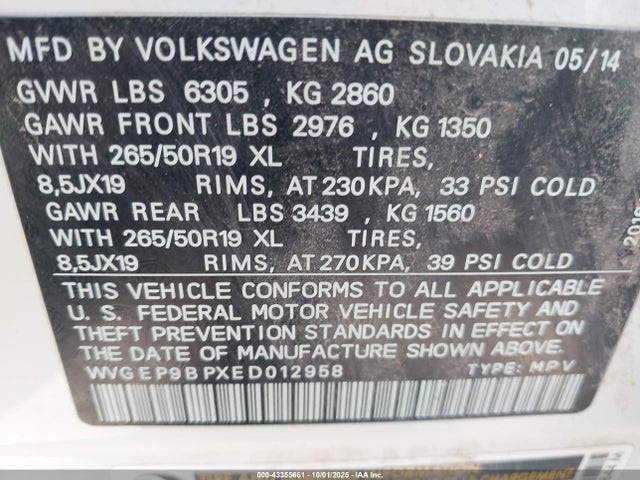 MFD BY VOLKSWAGEN AG SLOVAKIA 05/14
GVWR LBS 6305 , KG 2860
GAWR FRONT LBS 2976 , KG 1350
WITH 265/50R19 XL TIRES,
8,5JX19 RIMS, AT 230 KPA, 33 PSI COLD
GAWR REAR LBS 3439 , KG 1560
WITH 265/50R19 XL TIRES,
8,5JX19 RIMS, AT 270 KPA, 39 PSI COLD
THIS VEHICLE CONFORMS TO ALL APPLICABLE
U. S. FEDERAL MOTOR VEHICLE SAFETY AND
THEFT PREVENTION STANDARDS IN EFFECT ON
THE DATE OF MANUFACTURE SHOWN ABOVE.
WVGEP9BPXED012958 TYPE: MPV
000-43355661 - 10/01/2025 - IAA Inc.